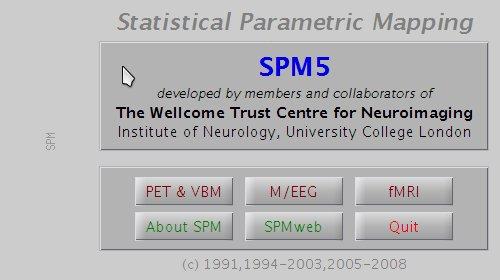 Statistical Parametric Mapping
SPM5
developed by members and collaborators of
The Wellcome Trust Centre for Neuroimaging
Institute of Neurology, University College London
SPM
PET & VBM M/EEG fMRI
About SPM SPMweb Quit
(c) 1991,1994-2003,2005-2008